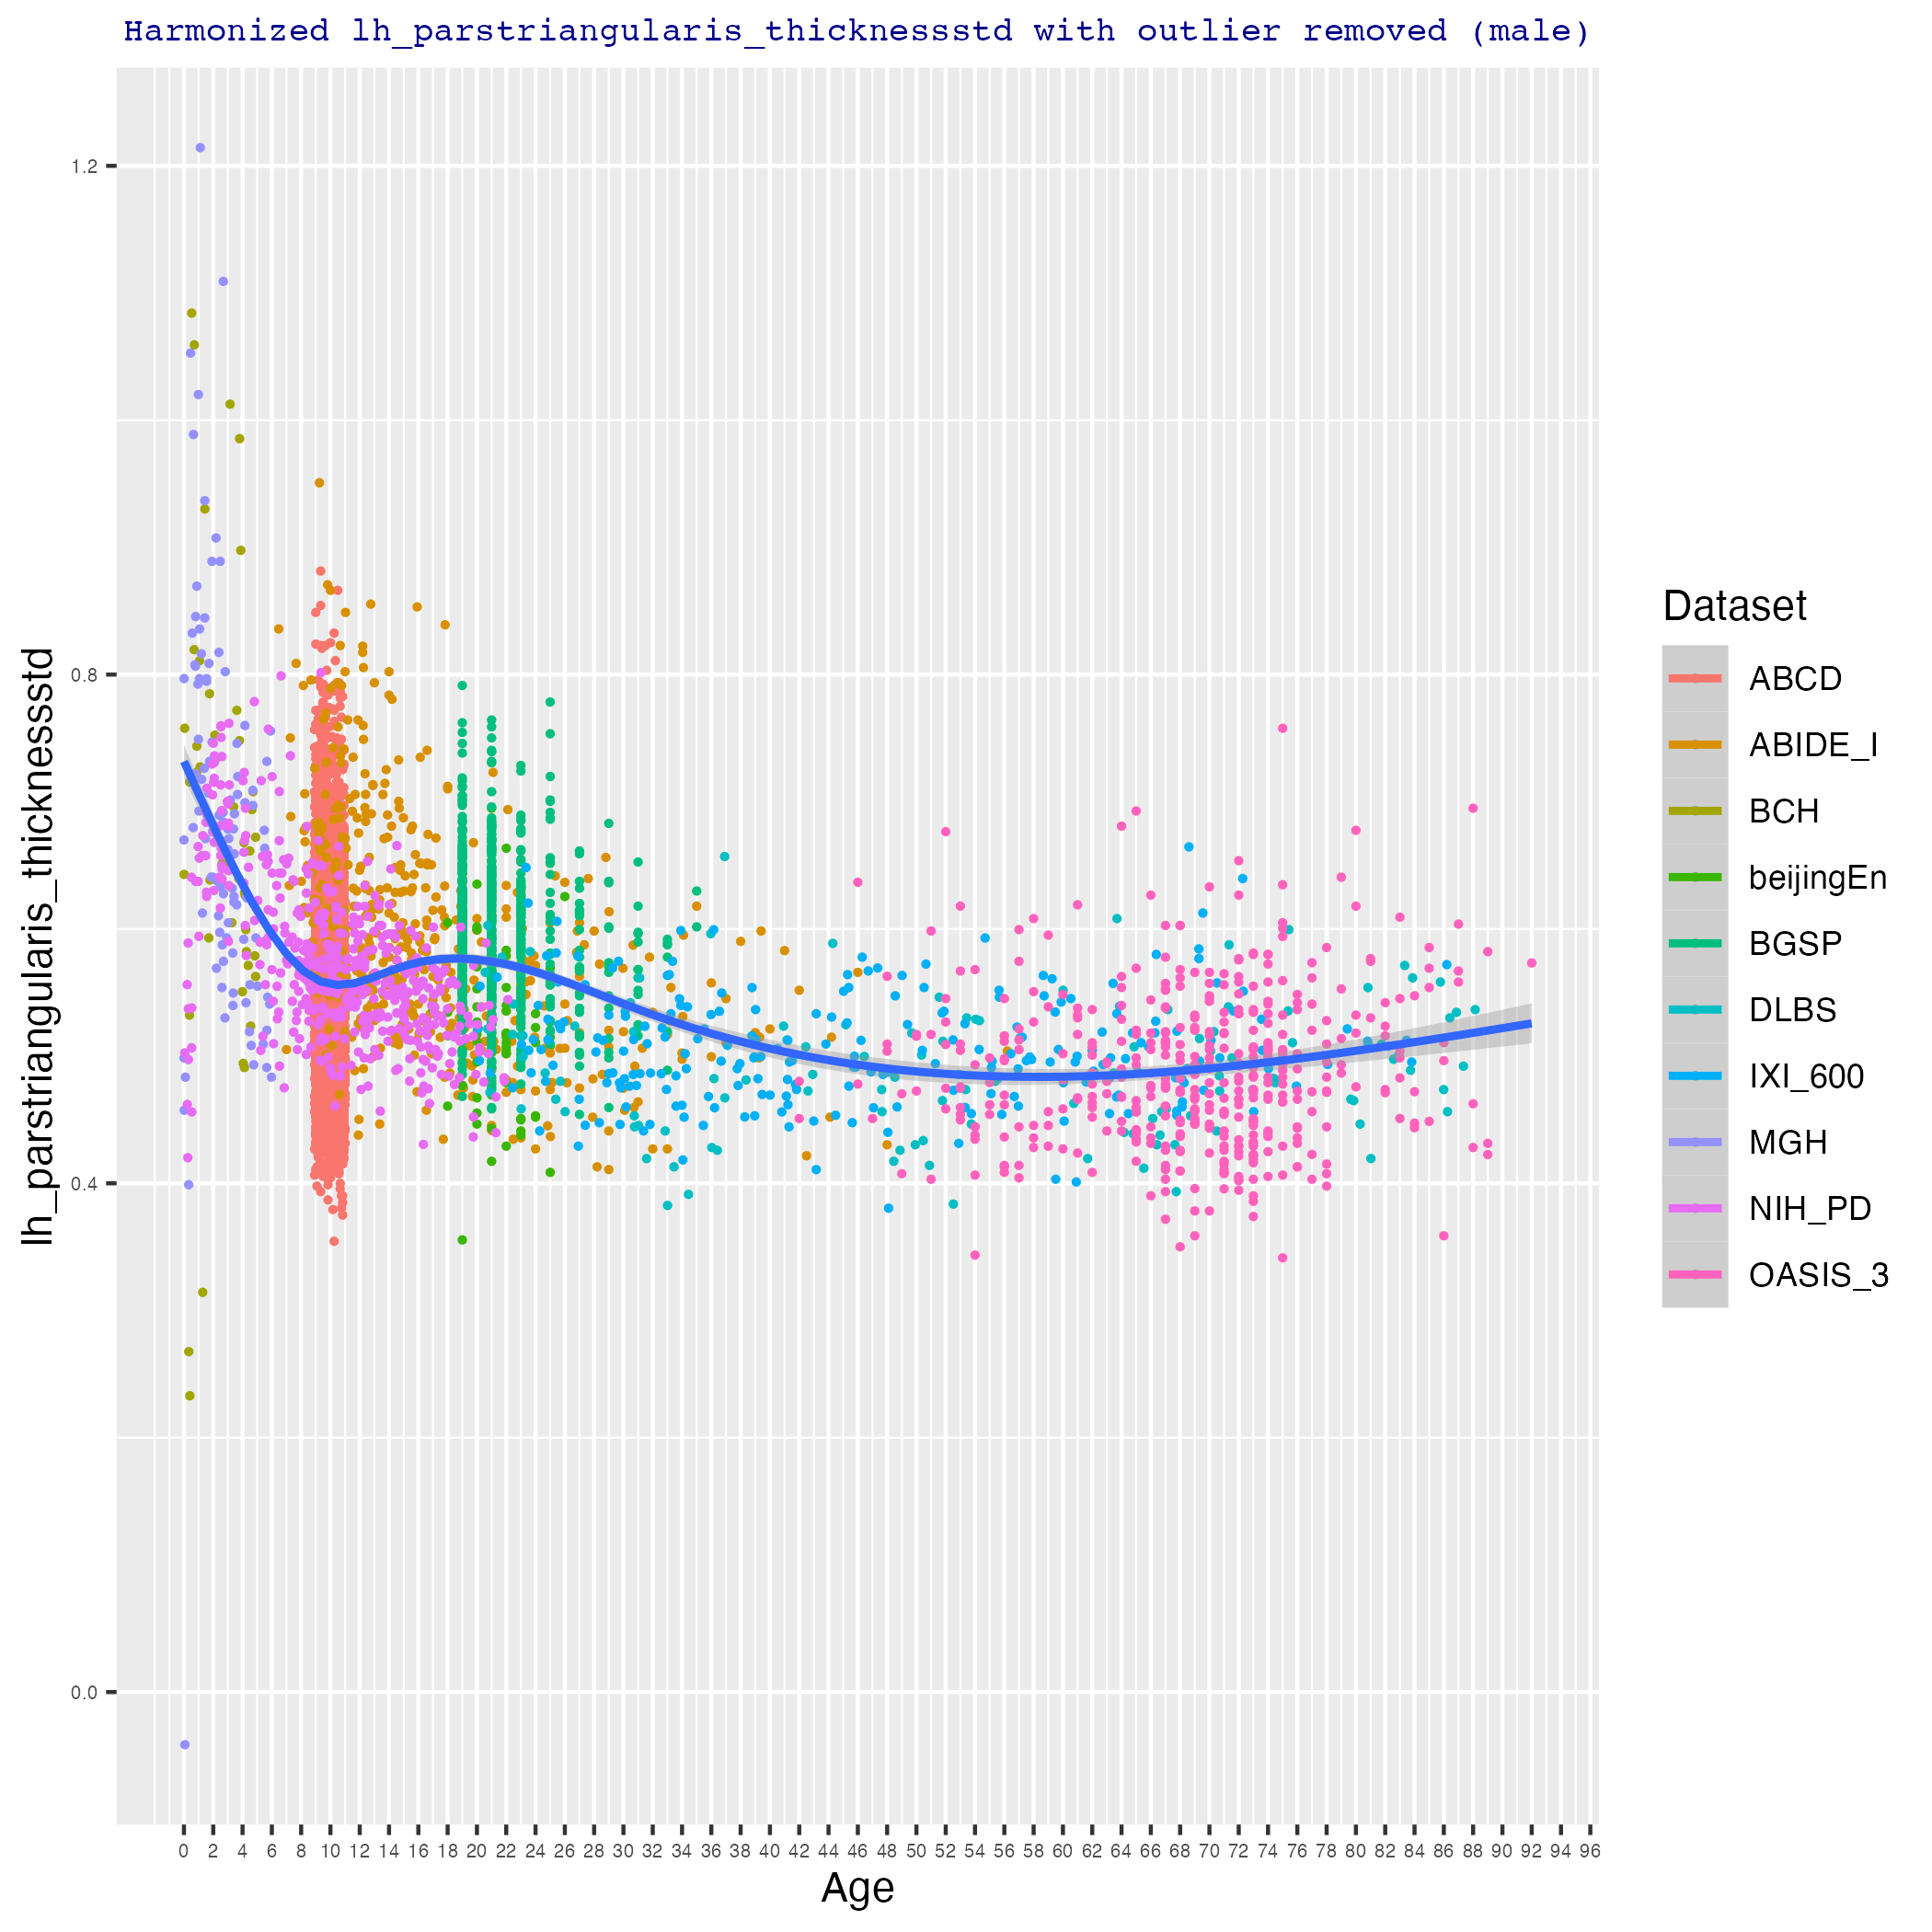 Harmonized lh_parstriangularis_thicknessstd with outlier removed (male)
lh_parstriangularis_thicknessstd
1.2
0.8
0.4
0.0
0 2 4 6 8 10 12 14 16 18 20 22 24 26 28 30 32 34 36 38 40 42 44 46 48 50 52 54 56 58 60 62 64 66 68 70 72 74 76 78 80 82 84 86 88 90 92 94 96
Age
Dataset
ABCD
ABIDE_I
BCH
beijingEn
BGSP
DLBS
IXI_600
MGH
NIH_PD
OASIS_3